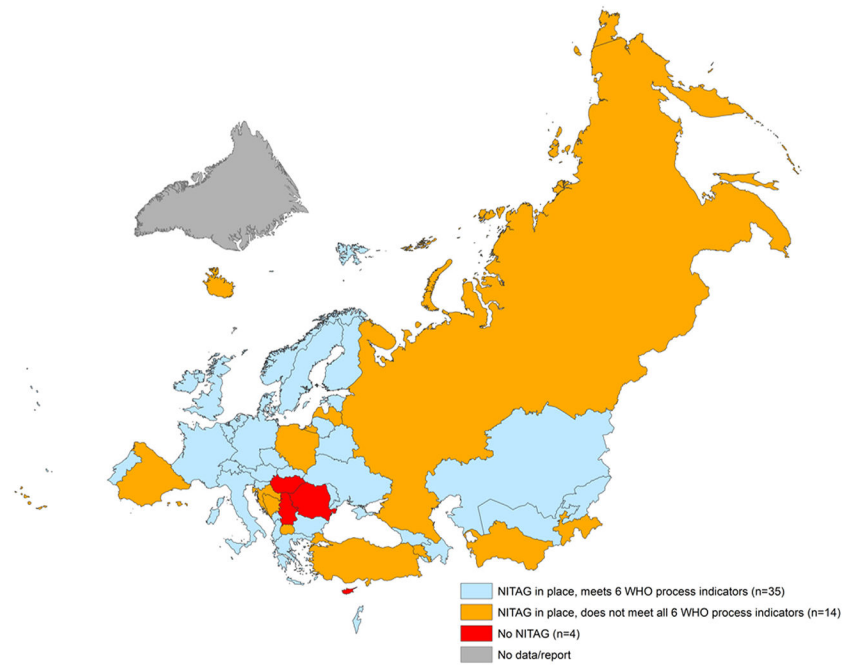 NITAG in place, meets 6 WHO process indicators (n=35)
NITAG in place, does not meet all 6 WHO process indicators (n=14)
No NITAG (n=4)
No data/report